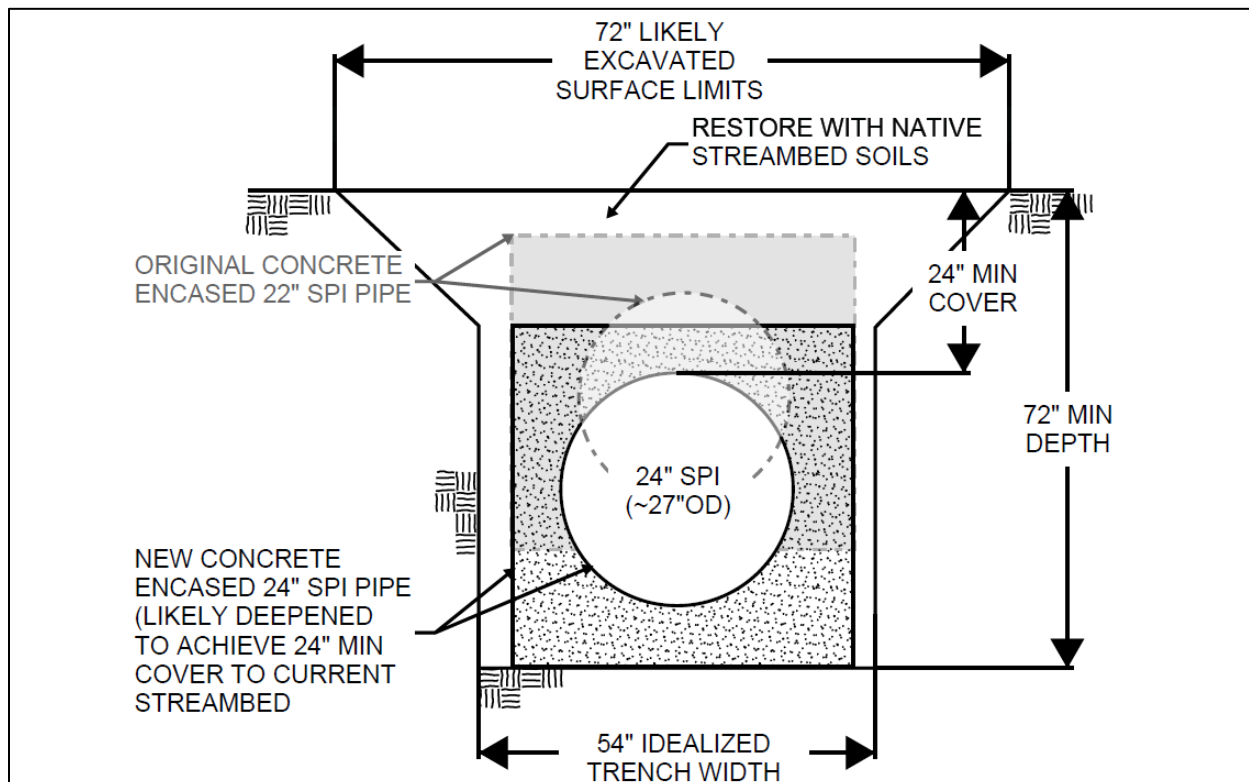 72" LIKELY
EXCAVATED
SURFACE LIMITS
RESTORE WITH NATIVE
STREAMBED SOILS
ORIGINAL CONCRETE
ENCASED 22" SPI PIPE
24" MIN
COVER
72" MIN
DEPTH
24" SPI
(~27"OD)
NEW CONCRETE
ENCASED 24" SPI PIPE
(LIKELY DEEPENED
TO ACHIEVE 24" MIN
COVER TO CURRENT
STREAMBED
54" IDEALIZED
TRENCH WIDTH